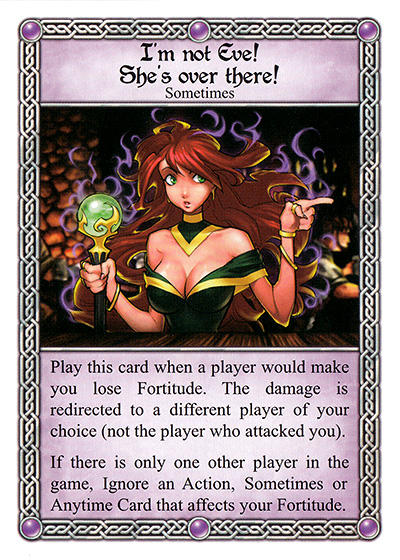 I'm not Eve!
She's over there!
Sometimes
Play this card when a player would make
you lose Fortitude. The damage is
redirected to a different player of your
choice (not the player who attacked you).
If there is only one other player in the
game, Ignore an Action, Sometimes or
Anytime Card that affects your Fortitude.